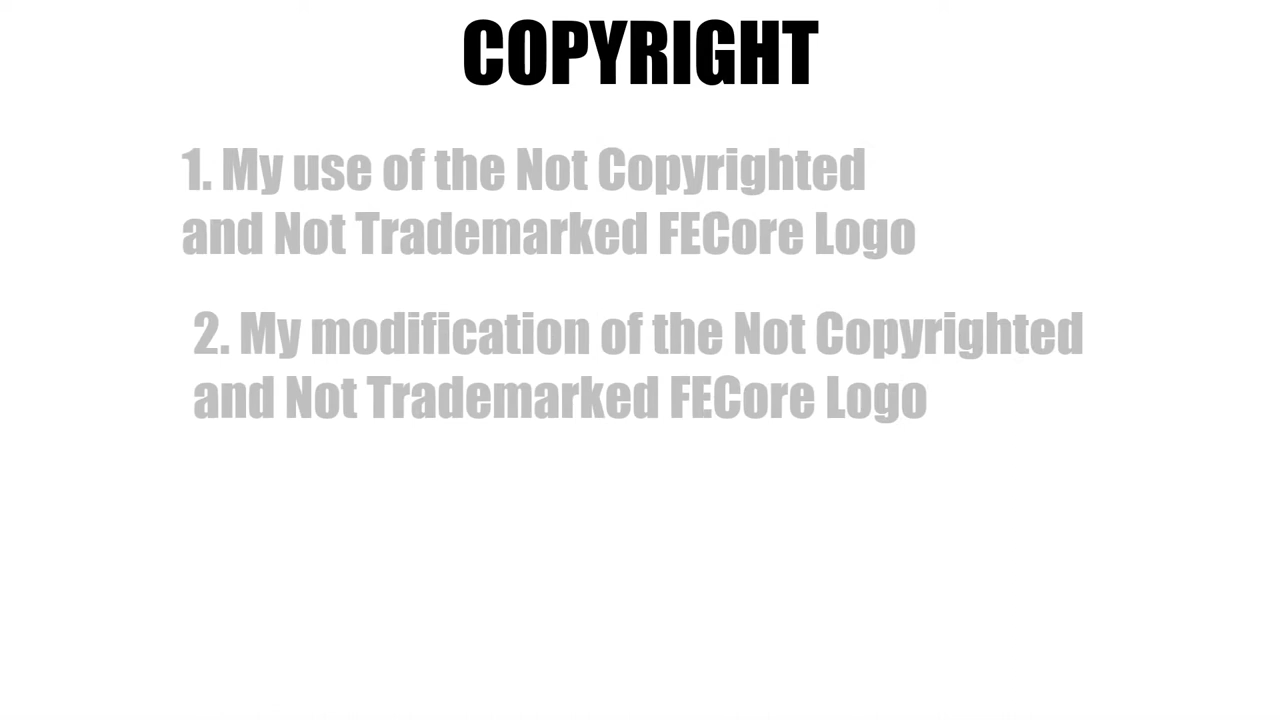 COPYRIGHT
1. My use of the Not Copyrighted
and Not Trademarked FECore Logo
2. My modification of the Not Copyrighted
and Not Trademarked FECore Logo